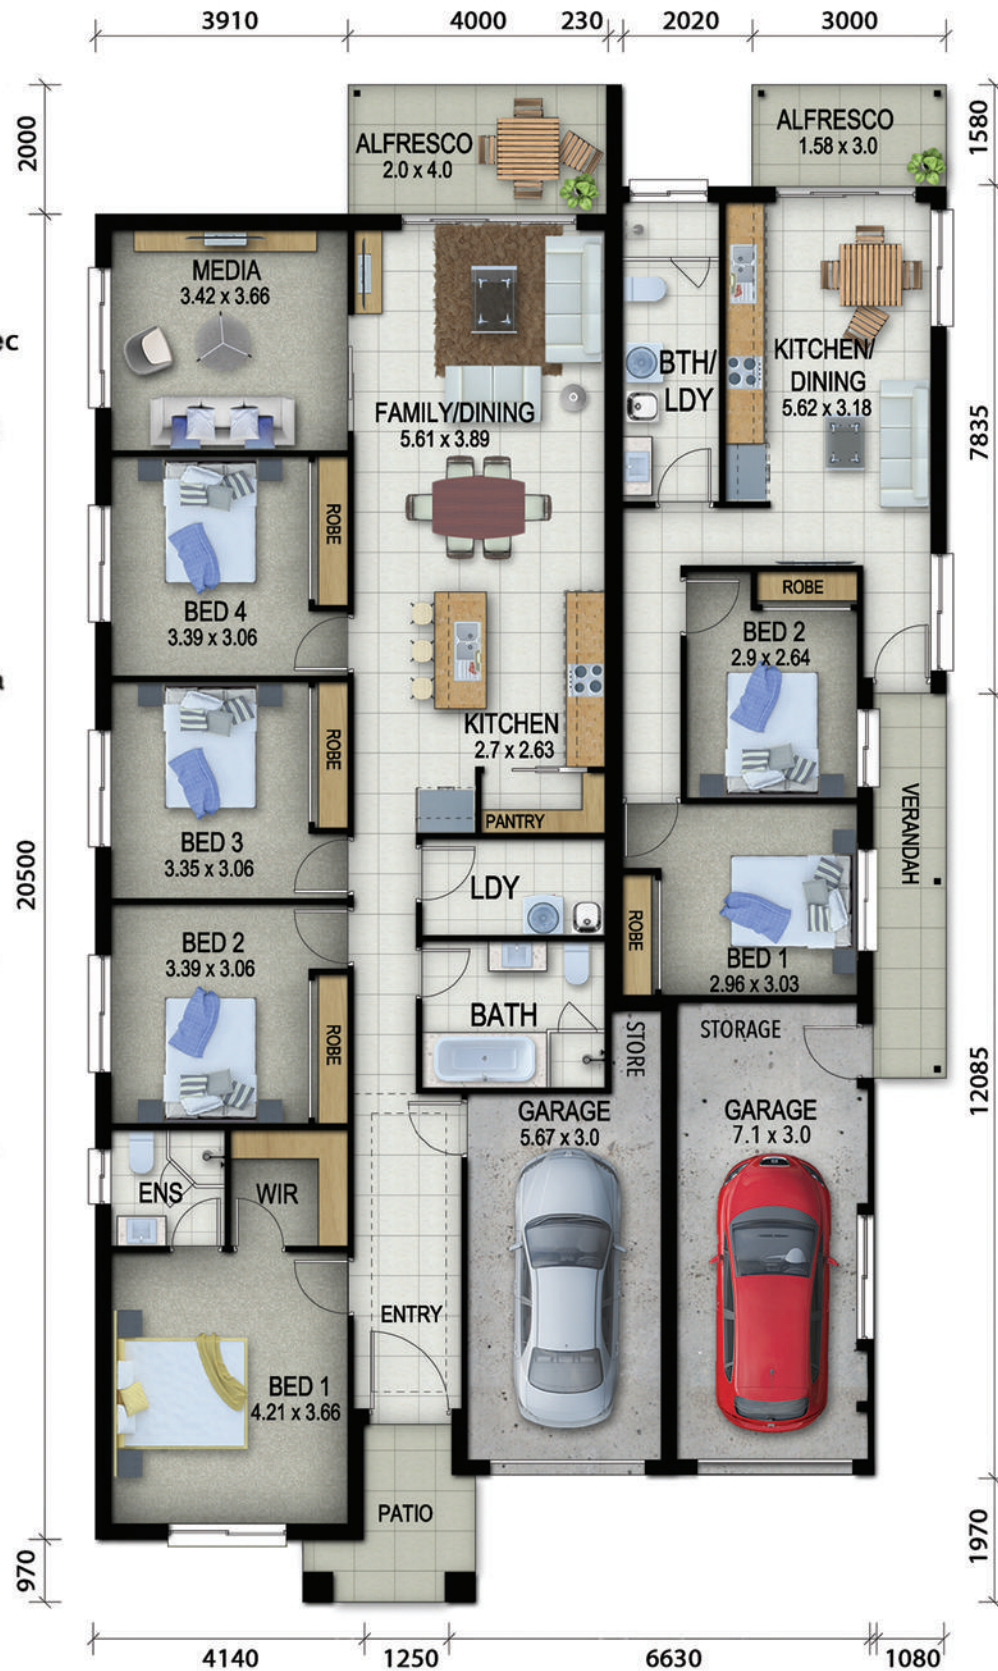 3910
4000
230
2020
3000
2000
1580
ALFRESCO
2.0 x 4.0
ALFRESCO
1.58 x 3.0
MEDIA
3.42 x 3.66
ec
FAMILY/DINING
5.61 x 3.89
BTH/
LDY
KITCHEN/
DINING
5.62 x 3.18
7835
ROBE
BED 4
3.39 x 3.06
ROBE
BED 2
2.9 x 2.64
a
KITCHEN
2.7 x 2.63
ROBE
BED 3
3.35 x 3.06
PANTRY
VERANDAH
20500
LDY
ROBE
BED 1
2.96 x 3.03
BED 2
3.39 x 3.06
ROBE
BATH
STORE
STORAGE
12085
GARAGE
5.67 x 3.0
GARAGE
7.1 x 3.0
ENS
WIR
ENTRY
BED 1
4.21 x 3.66
PATIO
970
1970
4140
1250
6630
1080